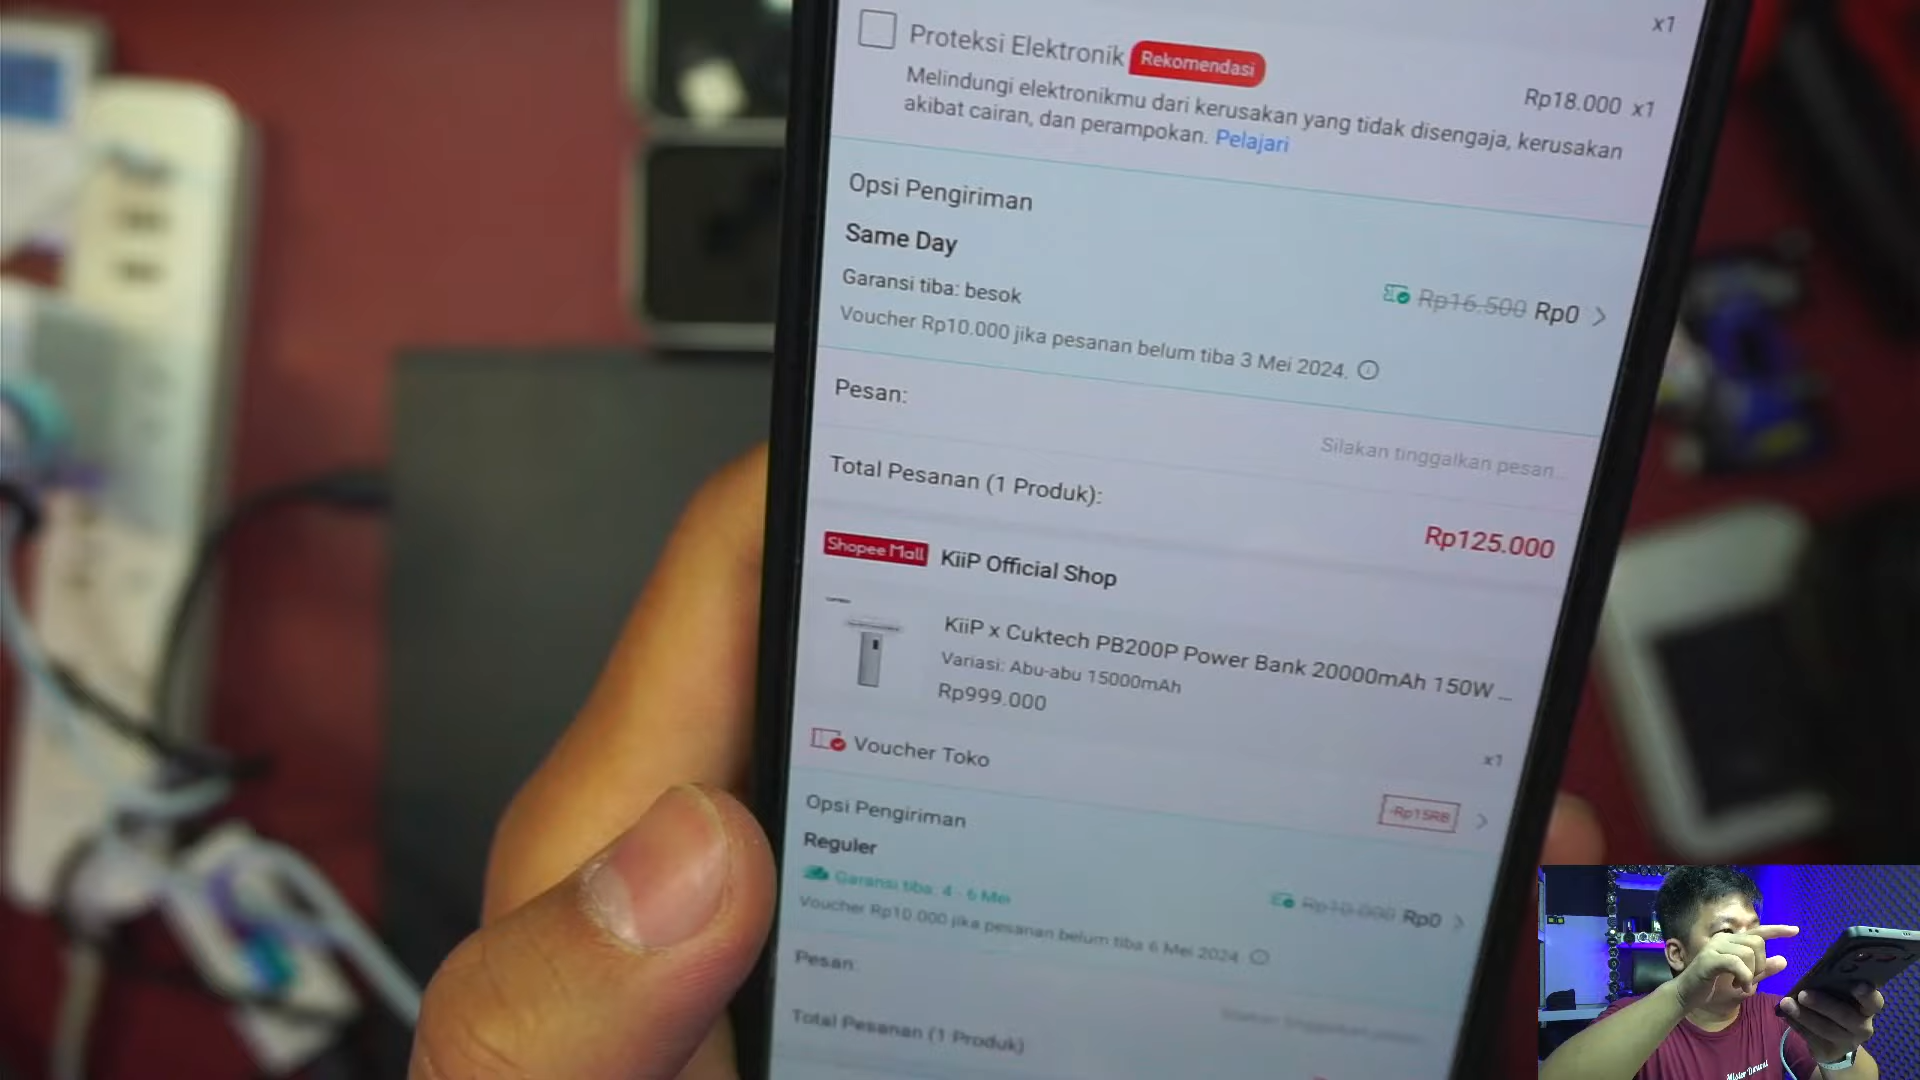 x1
Proteksi Elektronik Rekomendasi
Rp18.000 x1
Melindungi elektronikmu dari kerusakan yang tidak disengaja, kerusakan
akibat cairan, dan perampokan. Pelajari
Opsi Pengiriman
Same Day
Garansi tiba: besok
Rp16.500 Rp0
Voucher Rp10.000 jika pesanan belum tiba 3 Mei 2024.
Pesan:
Silakan tinggalkan pesan...
Total Pesanan (1 Produk):
Rp125.000
Shopee Mall KiiP Official Shop
KiiP x Cuktech PB200P Power Bank 20000mAh 150W ...
Variasi: Abu-abu 15000mAh
Rp999.000
x1
Voucher Toko
-Rp15RB
Opsi Pengiriman
Reguler
Garansi tiba: 4 - 6 Mei
Rp10.000 Rp0
Voucher Rp10.000 jika pesanan belum tiba 6 Mei 2024
Pesan:
Total Pesanan (1 Produk)